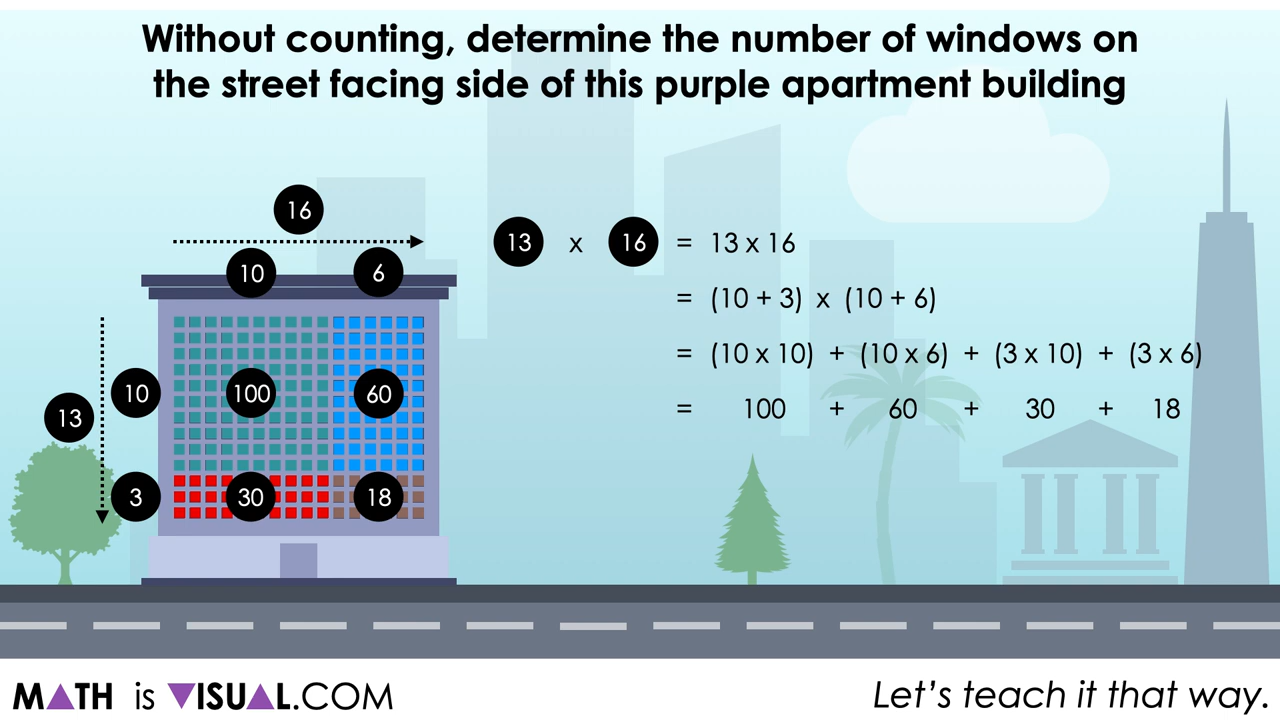 Without counting, determine the number of windows on
the street facing side of this purple apartment building
16
13 x 16 = 13 x 16
10 6
= (10 + 3) x (10 + 6)
= (10 x 10) + (10 x 6) + (3 x 10) + (3 x 6)
10 100 60
13
= 100 + 60 + 30 + 18
3 30 18
MATH is VISUAL.COM
Let's teach it that way.